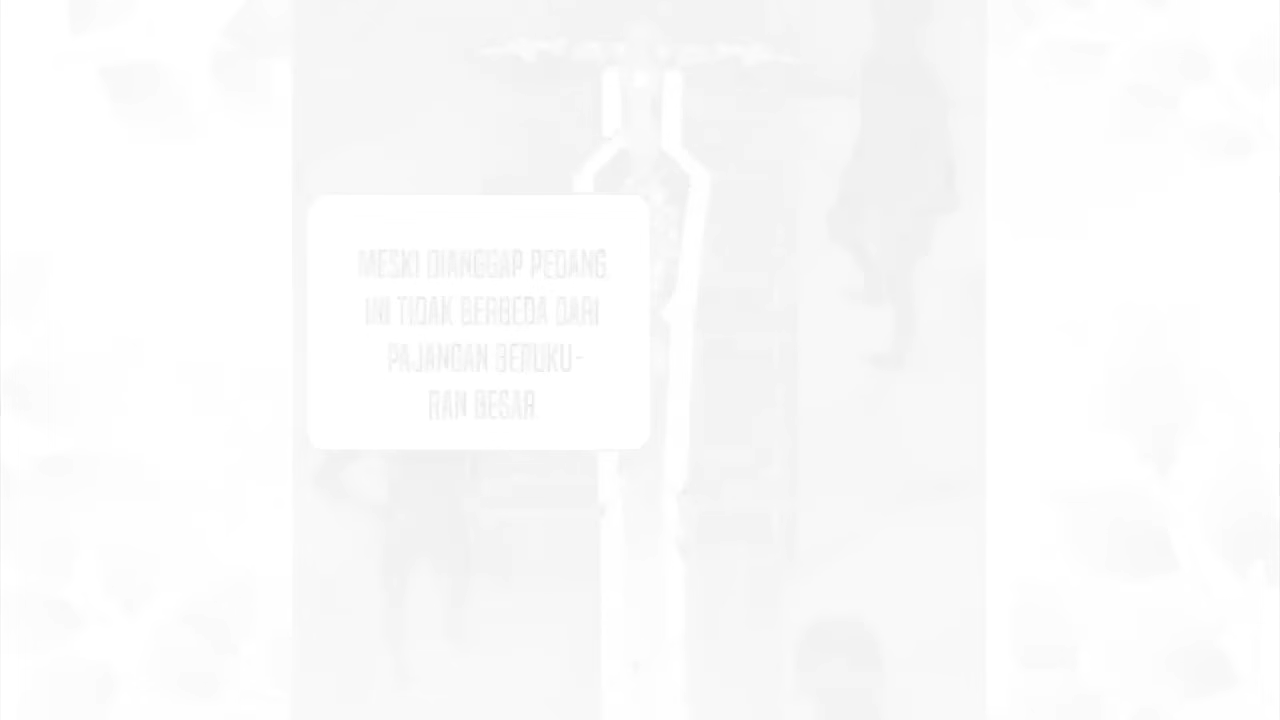 MESKI DIANGGAP PEDANG
INI TIDAK BERBEDA DARI
PAJANGAN BERUKU-
RAN BESAR